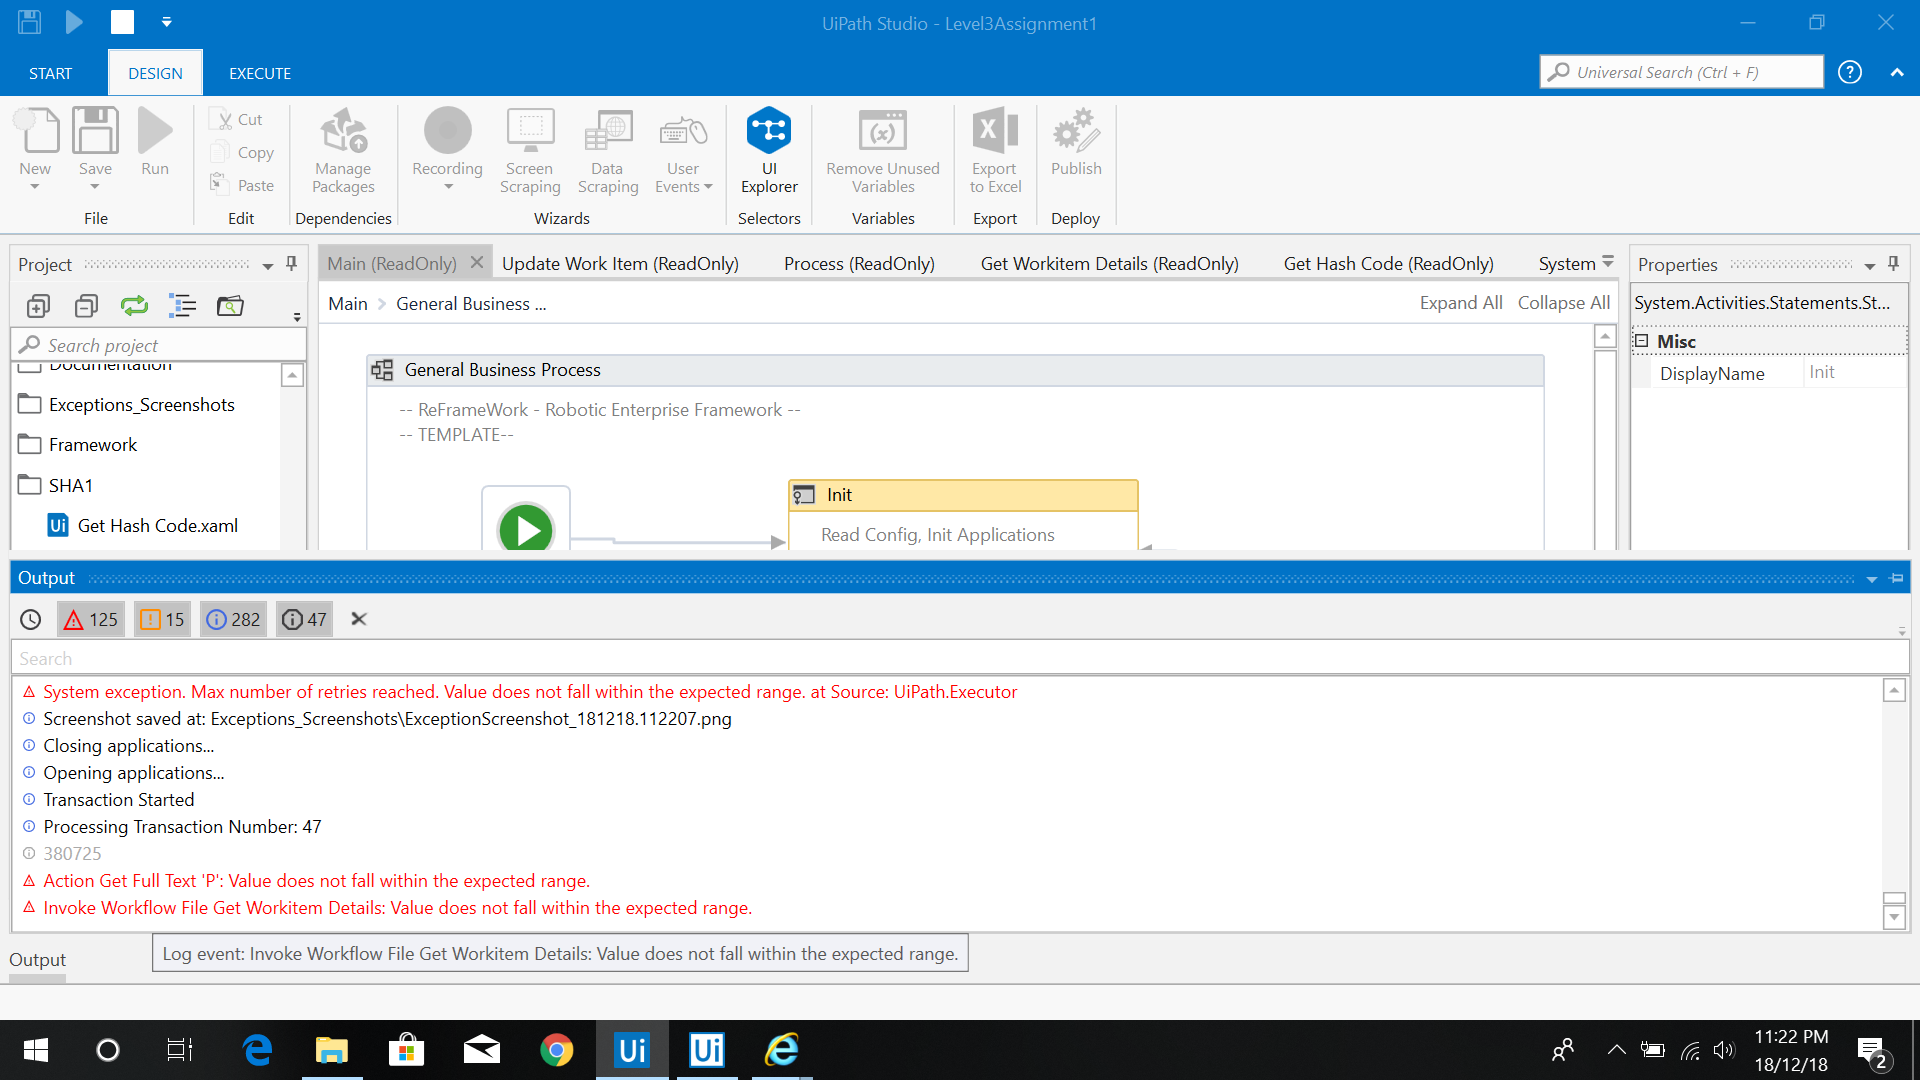 UiPath Studio - Level3Assignment1
START
DESIGN
EXECUTE
Universal Search (Ctrl + F)
?
New
Save
Run
File
Cut
Copy
Paste
Edit
Manage
Packages
Dependencies
Recording
Screen
Scraping
Data
Scraping
User
Events
Wizards
UI
Explorer
Selectors
Remove Unused
Variables
Variables
Export
to Excel
Export
Publish
Deploy
Project
Search project
Documentation
Exceptions_Screenshots
Framework
SHA1
Get Hash Code.xaml
Main (ReadOnly)
Update Work Item (ReadOnly)
Process (ReadOnly)
Get Workitem Details (ReadOnly)
Get Hash Code (ReadOnly)
System
Main > General Business ...
Expand All
Collapse All
General Business Process
-- ReFrameWork - Robotic Enterprise Framework --
-- TEMPLATE--
Init
Read Config, Init Applications
Properties
System.Activities.Statements.St...
Misc
DisplayName
Init
Output
125
15
282
47
Search
System exception. Max number of retries reached. Value does not fall within the expected range. at Source: UiPath.Executor
Screenshot saved at: Exceptions_Screenshots\ExceptionScreenshot_181218.112207.png
Closing applications...
Opening applications...
Transaction Started
Processing Transaction Number: 47
380725
Action Get Full Text 'P': Value does not fall within the expected range.
Invoke Workflow File Get Workitem Details: Value does not fall within the expected range.
Log event: Invoke Workflow File Get Workitem Details: Value does not fall within the expected range.
Output
Ui
Ui
11:22 PM
18/12/18
2